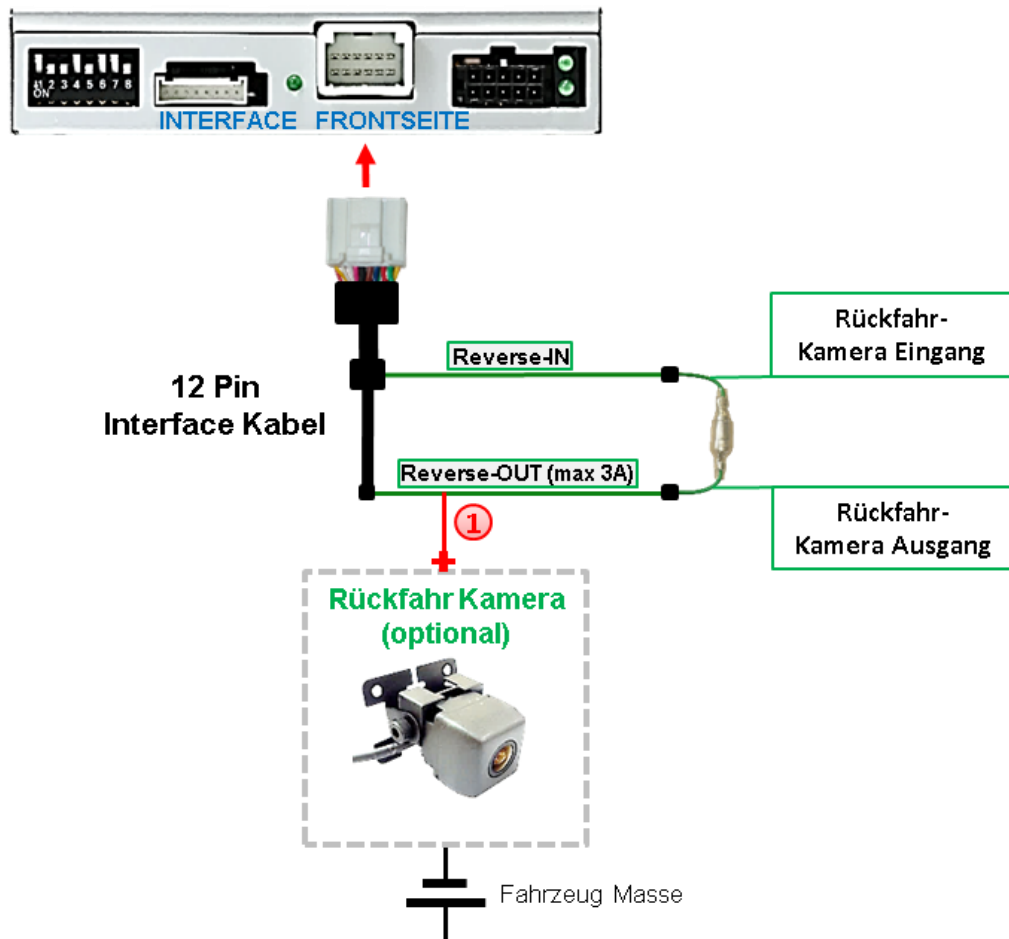 1 2 3 4 5 6 7 8
ON
INTERFACE FRONTSEITE
12 Pin
Interface Kabel
Reverse-IN
Rückfahr-
Kamera Eingang
Reverse-OUT (max 3A)
Rückfahr-
Kamera Ausgang
1
Rückfahr Kamera
(optional)
Fahrzeug Masse